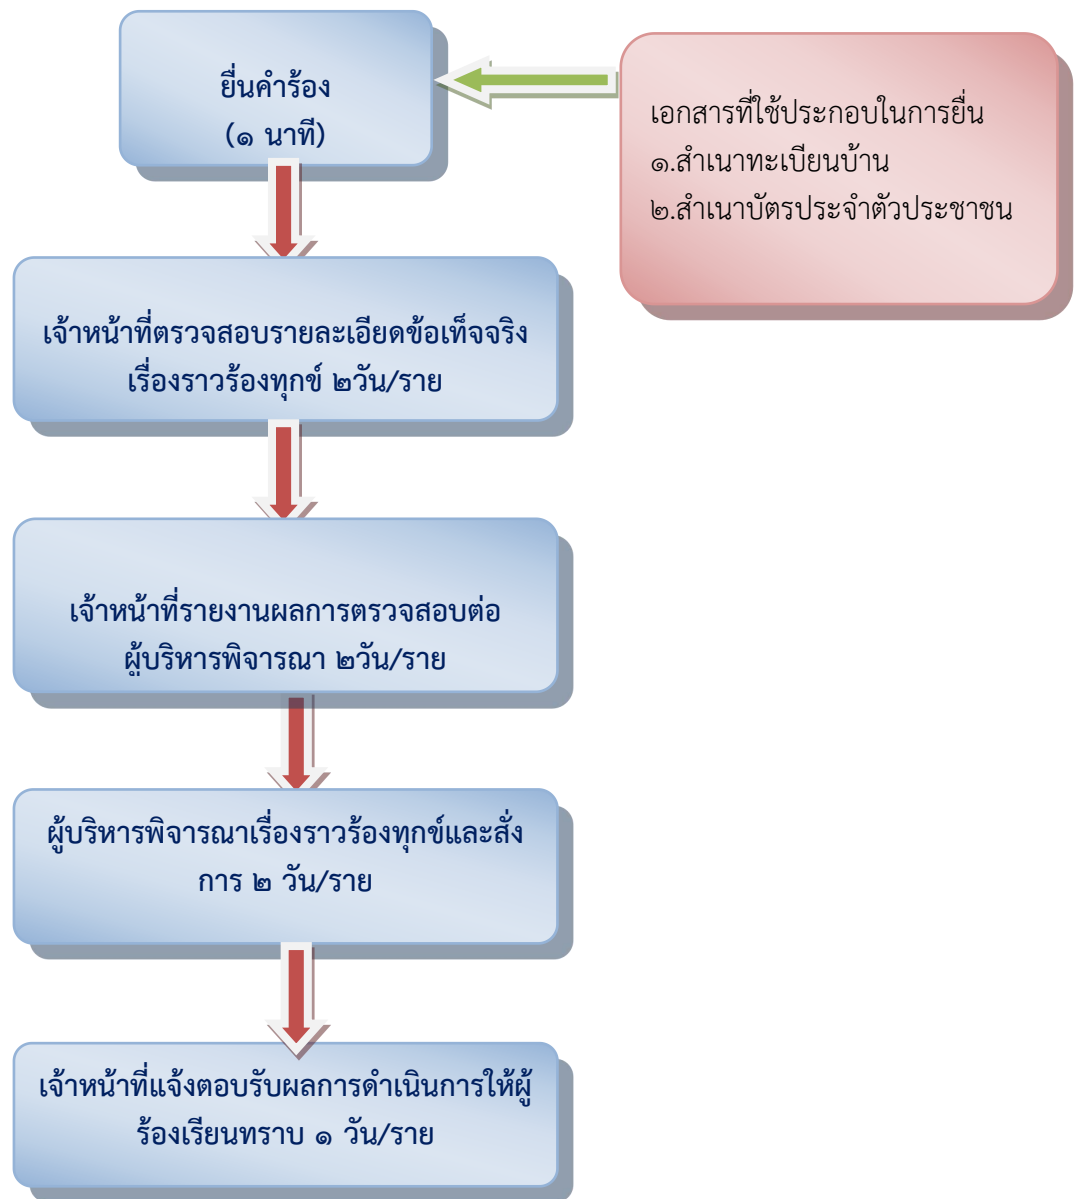 ยื่นคำร้อง
(๑ นาที)
เอกสารที่ใช้ประกอบในการยื่น
๑.สำเนาทะเบียนบ้าน
๒.สำเนาบัตรประจำตัวประชาชน
เจ้าหน้าที่ตรวจสอบรายละเอียดข้อเท็จจริง
เรื่องราวร้องทุกข์ ๒วัน/ราย
เจ้าหน้าที่รายงานผลการตรวจสอบต่อ
ผู้บริหารพิจารณา ๒วัน/ราย
ผู้บริหารพิจารณาเรื่องราวร้องทุกข์และสั่ง
การ ๒ วัน/ราย
เจ้าหน้าที่แจ้งตอบรับผลการดำเนินการให้ผู้
ร้องเรียนทราบ ๑ วัน/ราย